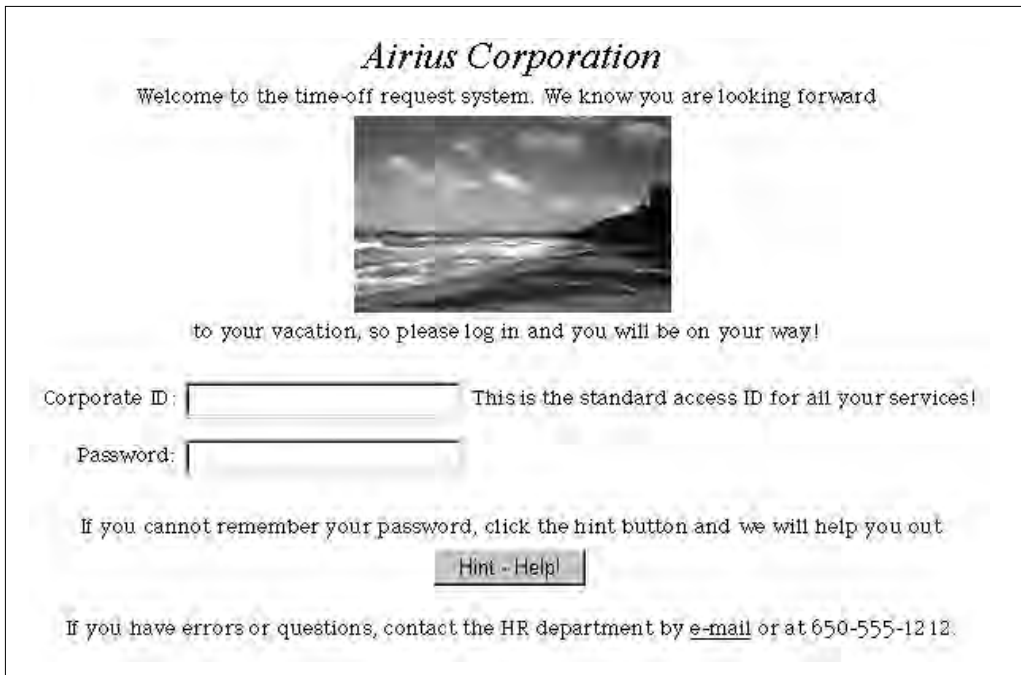 Airius Corporation
Welcome to the time-off request system. We know you are looking forward
to your vacation, so please log in and you will be on your way!
Corporate ID: This is the standard access ID for all your services!
Password:
If you cannot remember your password, click the hint button and we will help you out
Hint - Help!
If you have errors or questions, contact the HR department by e-mail or at 650-555-1212.